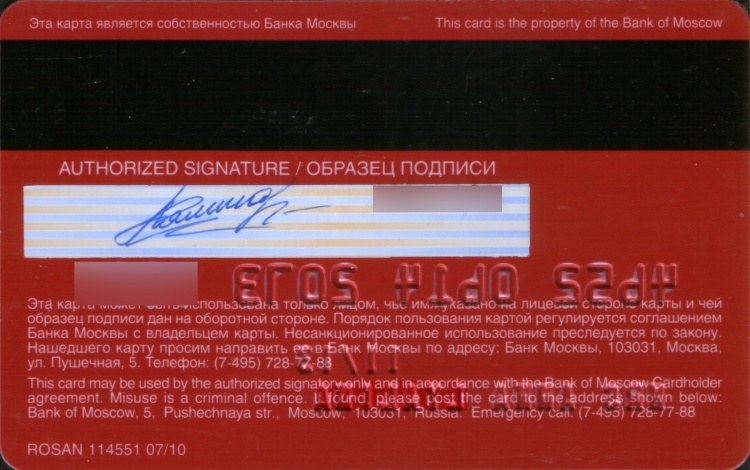 Эта карта является собственностью Банка Москвы
This card is the property of the Bank of Moscow
AUTHORIZED SIGNATURE / ОБРАЗЕЦ ПОДПИСИ
Эта карта может быть использована только лицом, чье имя указано на лицевой стороне карты и чей
образец подписи дан на оборотной стороне. Порядок пользования картой регулируется соглашением
Банка Москвы с владельцем карты. Несанкционированное использование преследуется по закону.
Нашедшего карту просим направить ее в Банк Москвы по адресу: Банк Москвы, 103031, Москва,
ул. Пушечная, 5. Телефон: (7-495) 728-77-88
This card may be used by the authorized signatory only and in accordance with the Bank of Moscow Cardholder
agreement. Misuse is a criminal offence. If found, please post the card to the address shown below:
Bank of Moscow, 5, Pushechnaya str., Moscow, 103031, Russia. Emergency call: (7-495) 728-77-88
ROSAN 114551 07/10